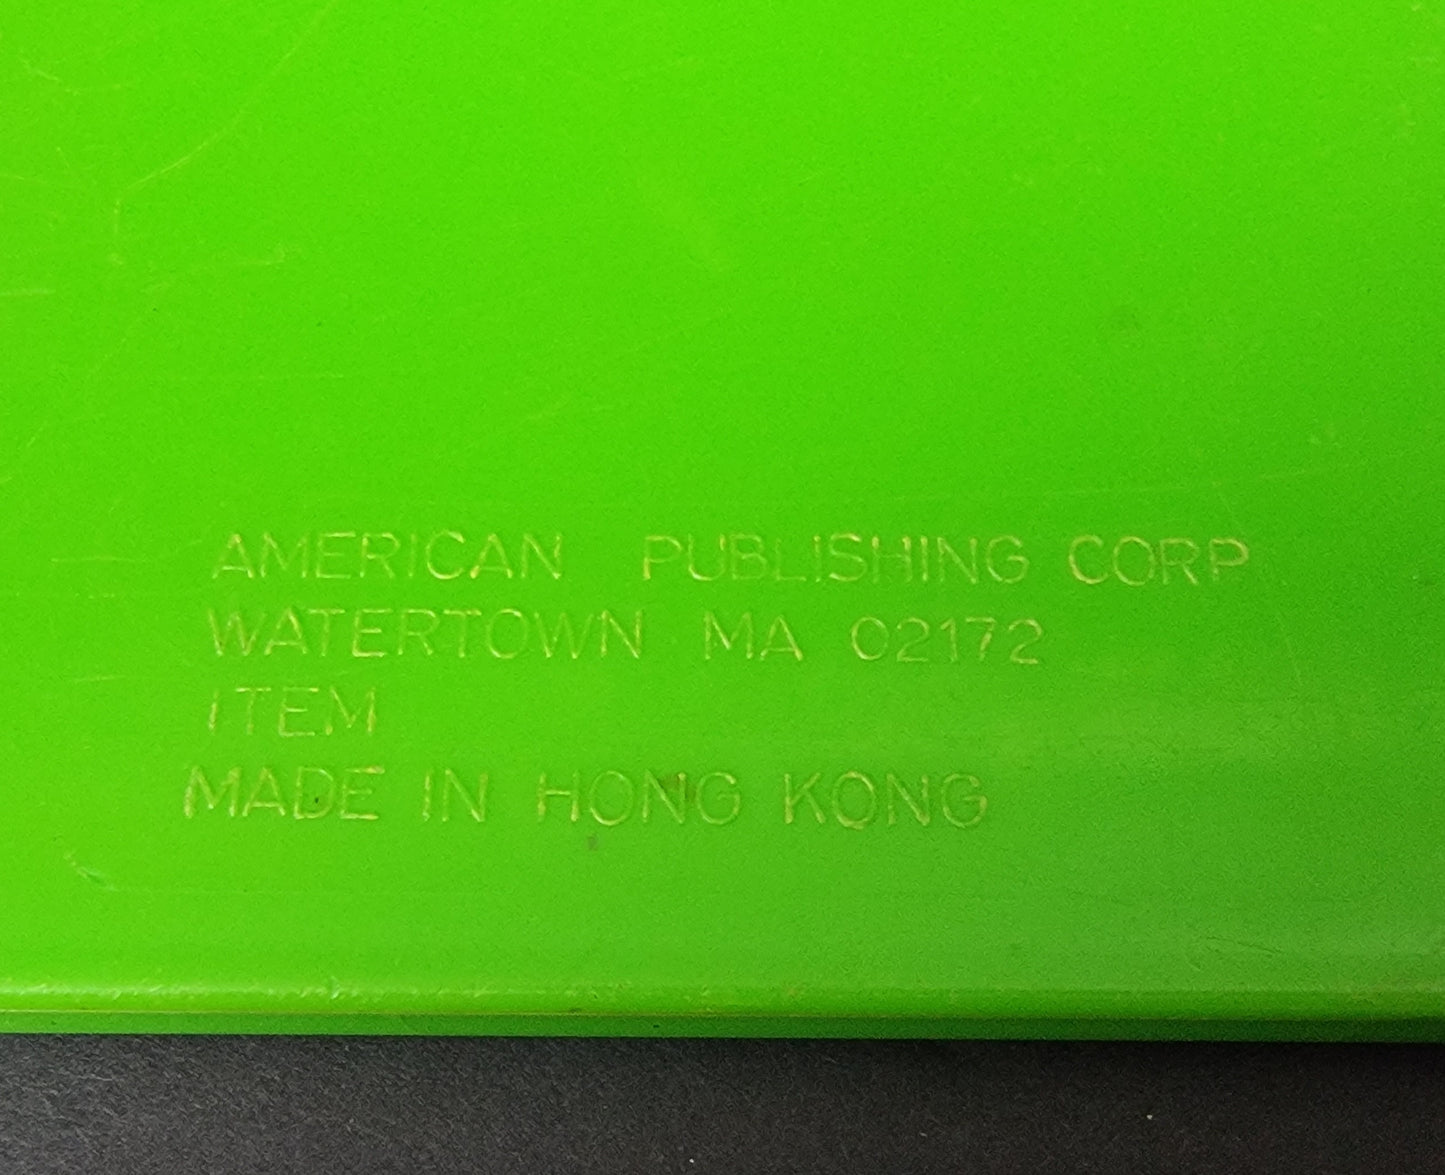 AMERICAN PUBLISHING CORP
WATERTOWN MA 02172
ITEM
MADE IN HONG KONG